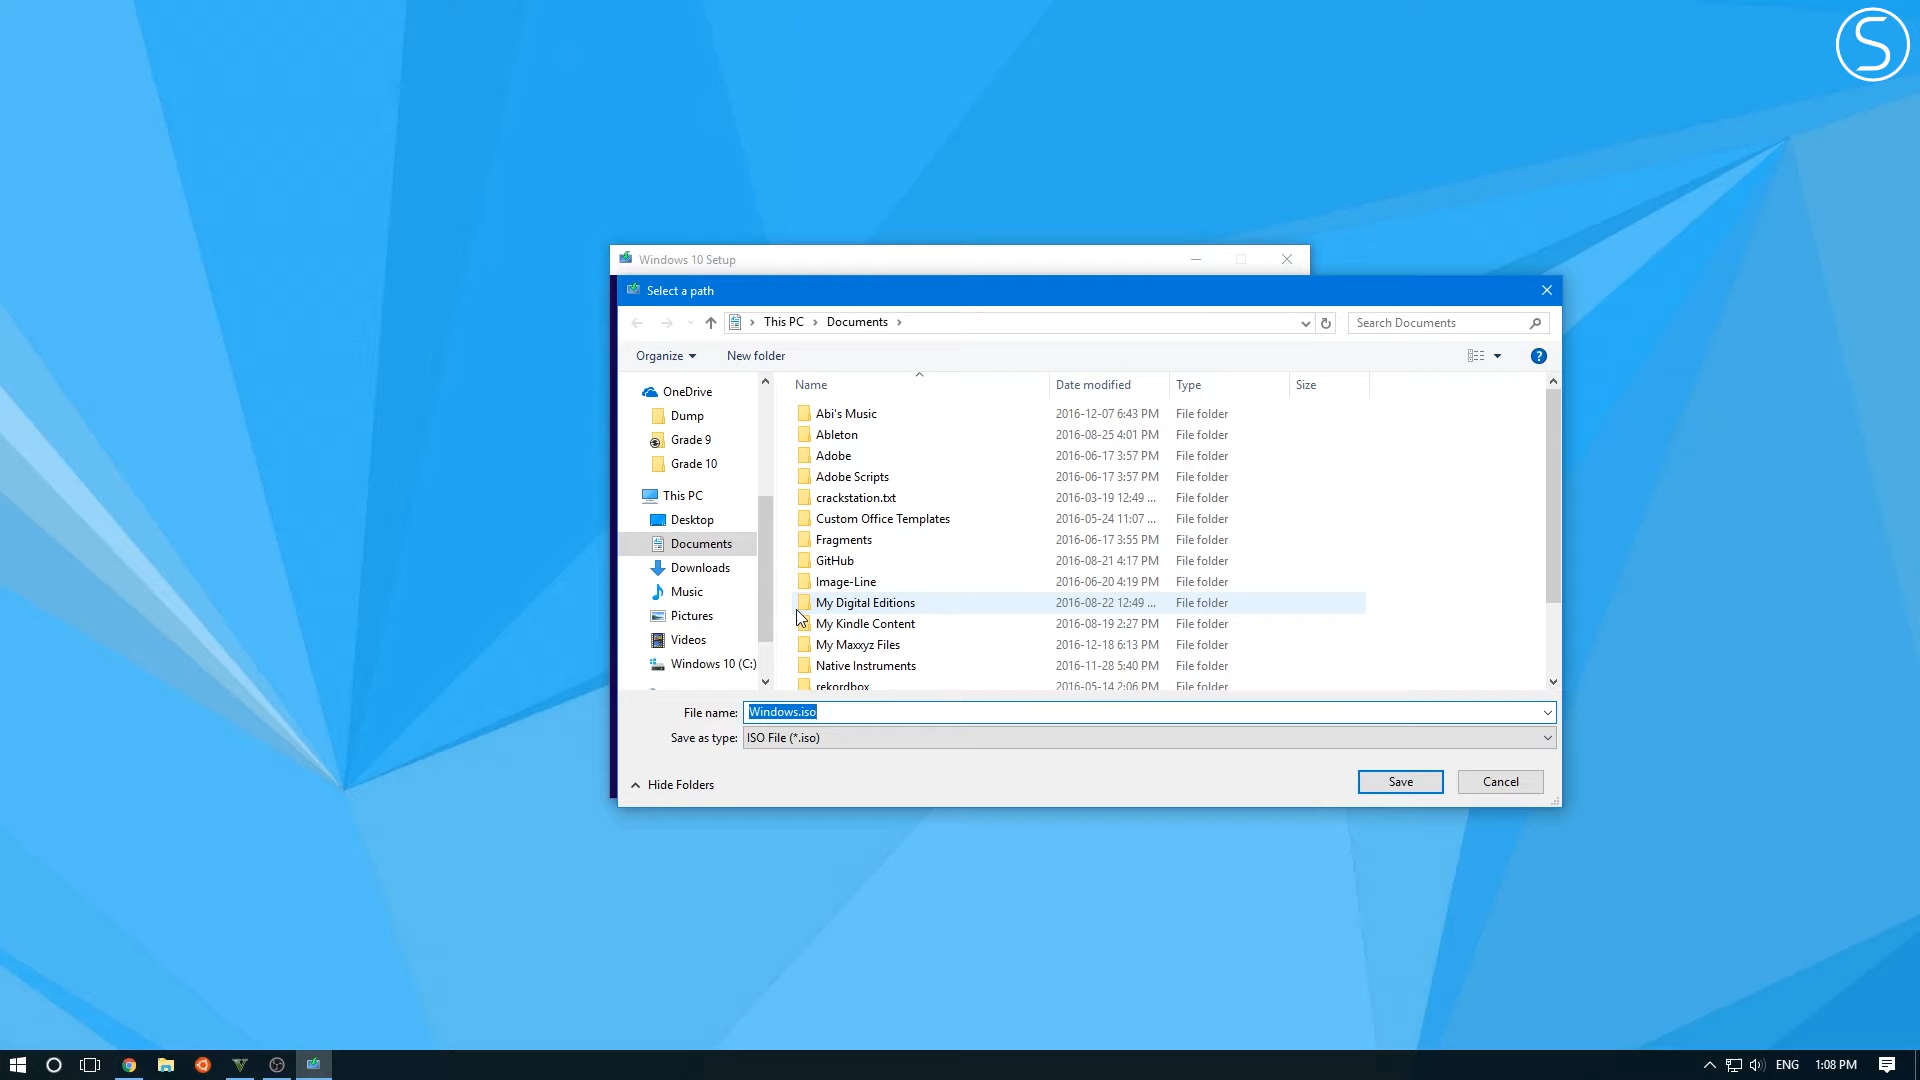 S
Windows 10 Setup
Select a path
This PC
Documents
Search Documents
Organize
New folder
?
OneDrive
Dump
Grade 9
Grade 10
This PC
Desktop
Documents
Downloads
Music
Pictures
Videos
Windows 10 (C:)
Name Date modified Type Size
Abi's Music 2016-12-07 6:43 PM File folder
Ableton 2016-08-25 4:01 PM File folder
Adobe 2016-06-17 3:57 PM File folder
Adobe Scripts 2016-06-17 3:57 PM File folder
crackstation.txt 2016-03-19 12:49 ... File folder
Custom Office Templates 2016-05-24 11:07 ... File folder
Fragments 2016-06-17 3:55 PM File folder
GitHub 2016-08-21 4:17 PM File folder
Image-Line 2016-06-20 4:19 PM File folder
My Digital Editions 2016-08-22 12:49 ... File folder
My Kindle Content 2016-08-19 2:27 PM File folder
My Maxxyz Files 2016-12-18 6:13 PM File folder
Native Instruments 2016-11-28 5:40 PM File folder
rekordbox 2016-05-14 2:06 PM File folder
File name: Windows.iso
Save as type: ISO File (*.iso)
Hide Folders
Save
Cancel
ENG
1:08 PM